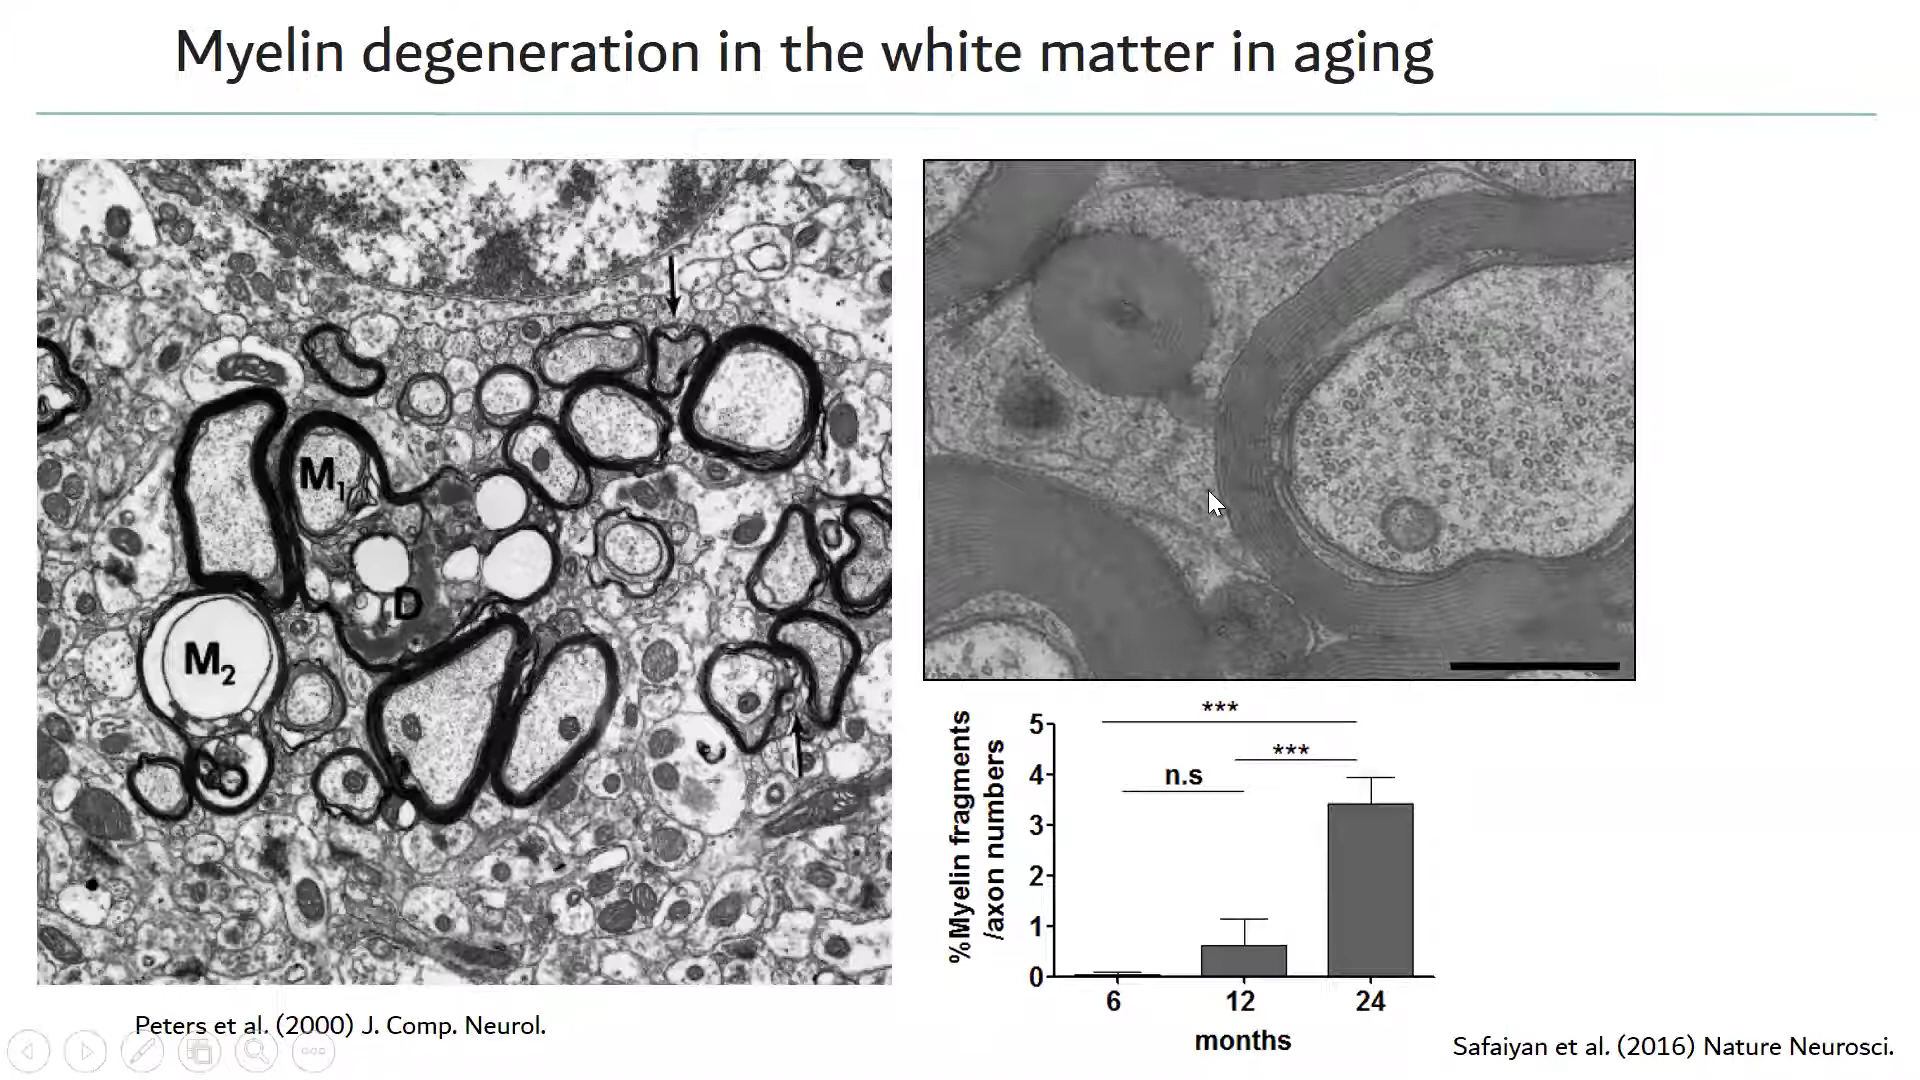 Myelin degeneration in the white matter in aging
M1
D
M2
%Myelin fragments
/axon numbers
5
4
3
2
1
0
***
***
n.s
6 12 24
months
Peters et al. (2000) J. Comp. Neurol.
Safaiyan et al. (2016) Nature Neurosci.